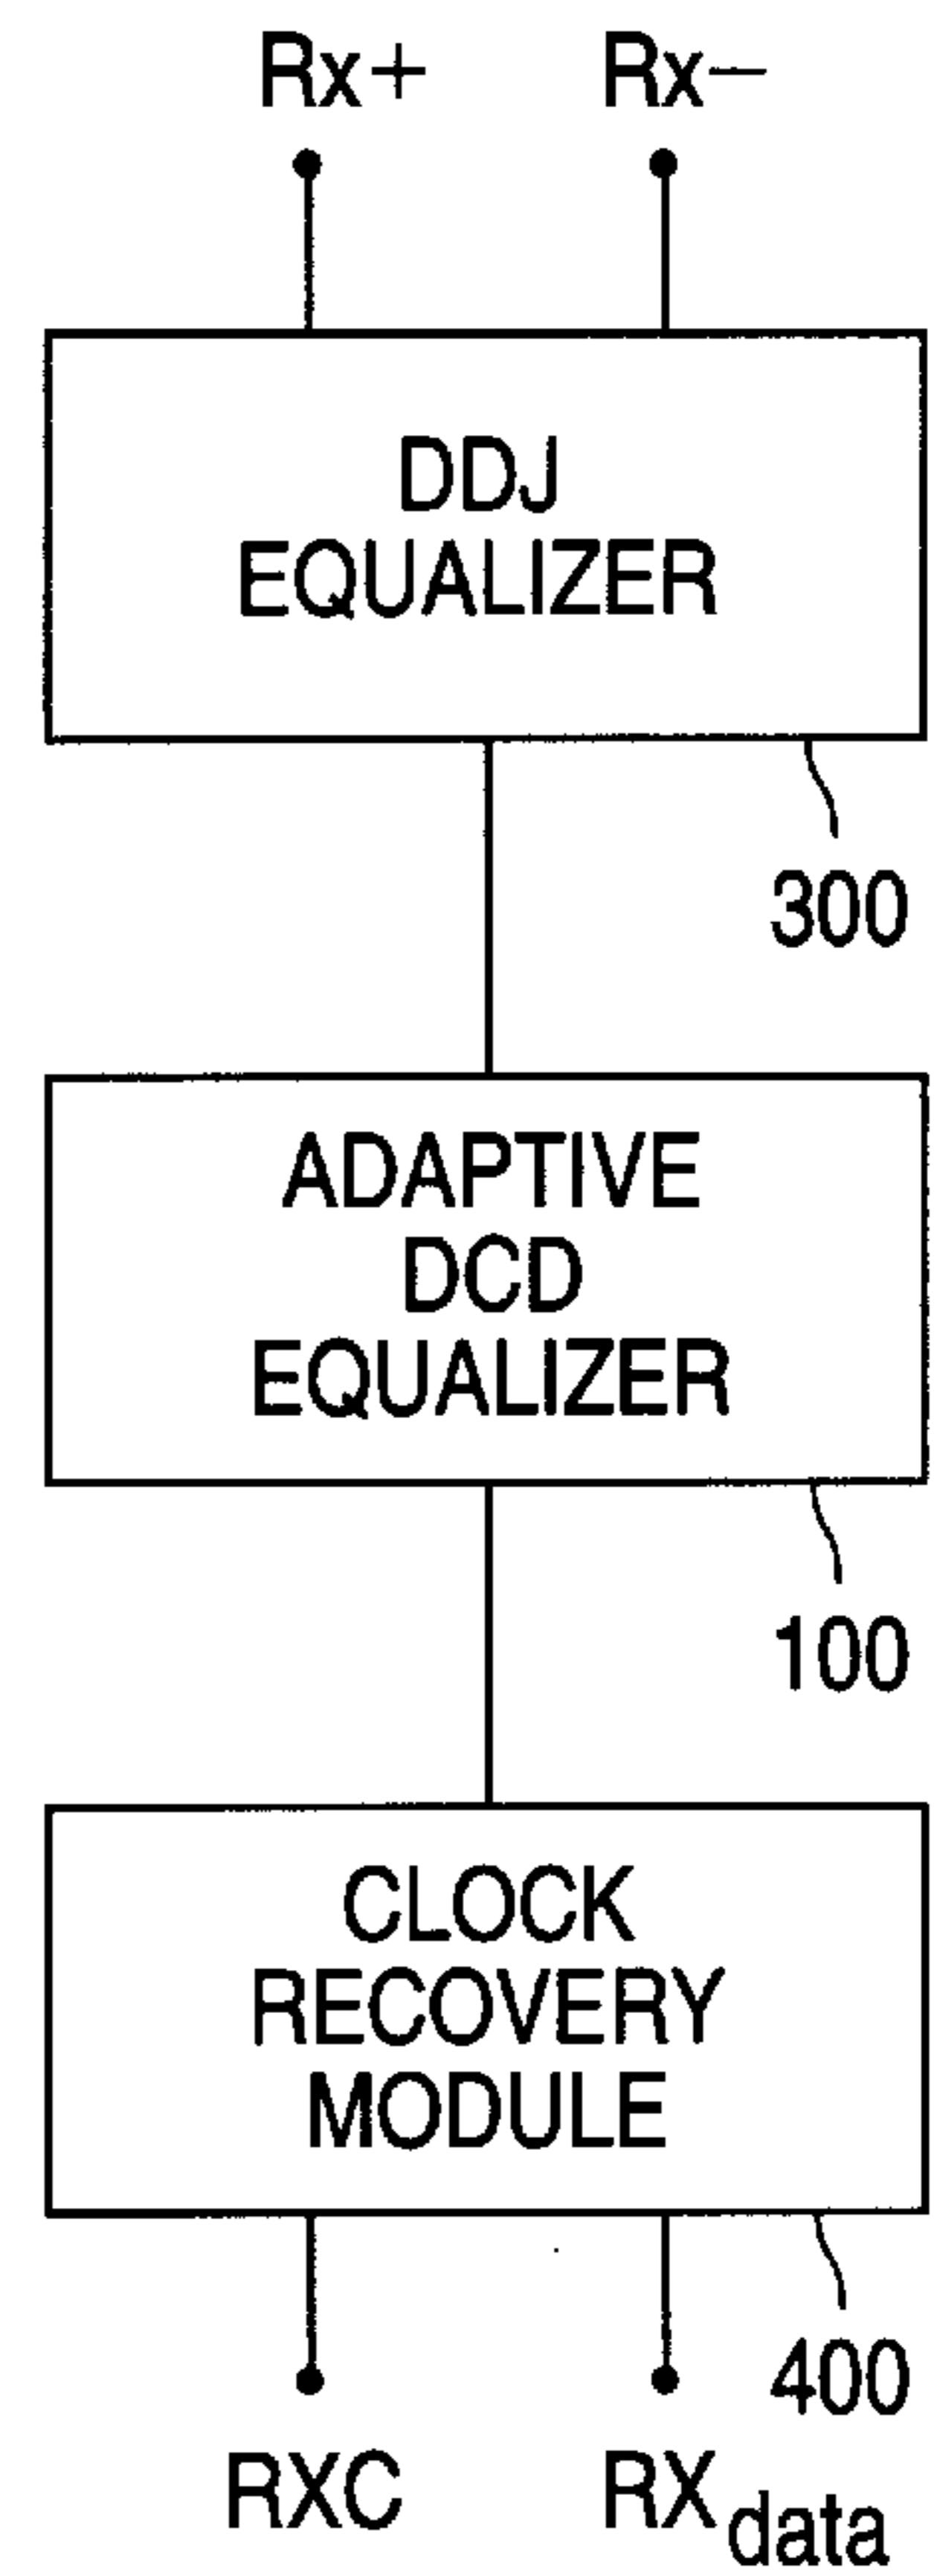 Rx+ Rx−
DDJ
EQUALIZER
300
ADAPTIVE
DCD
EQUALIZER
100
CLOCK
RECOVERY
MODULE
400
RXC RXdata